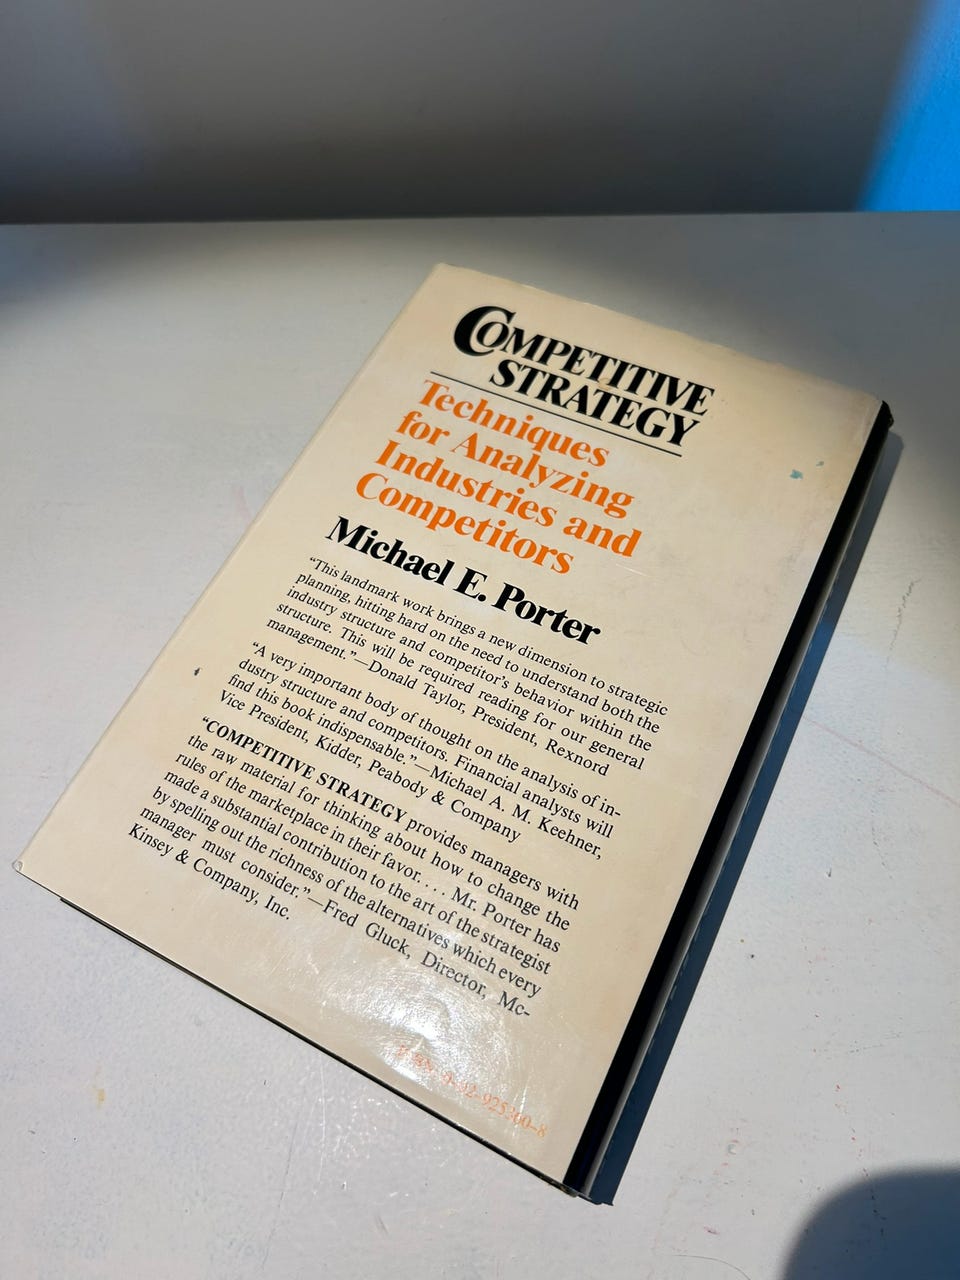 COMPETITIVE
STRATEGY
Techniques
for Analyzing
Industries and
Competitors
Michael E. Porter
“This landmark work brings a new dimension to strategic
planning, hitting hard on the need to understand both the
industry structure and competitor's behavior within the
structure. This will be required reading for our general
management.”—Donald Taylor, President, Rexnord
“A very important body of thought on the analysis of in-
dustry structure and competitors. Financial analysts will
find this book indispensable.”—Michael A. M. Keehner,
Vice President, Kidder, Peabody & Company
“COMPETITIVE STRATEGY provides managers with
the raw material for thinking about how to change the
rules of the marketplace in their favor. . . . Mr. Porter has
made a substantial contribution to the art of the strategist
by spelling out the richness of the alternatives which every
manager must consider.”—Fred Gluck, Director, Mc-
Kinsey & Company, Inc.
ISBN 0-02-925360-8